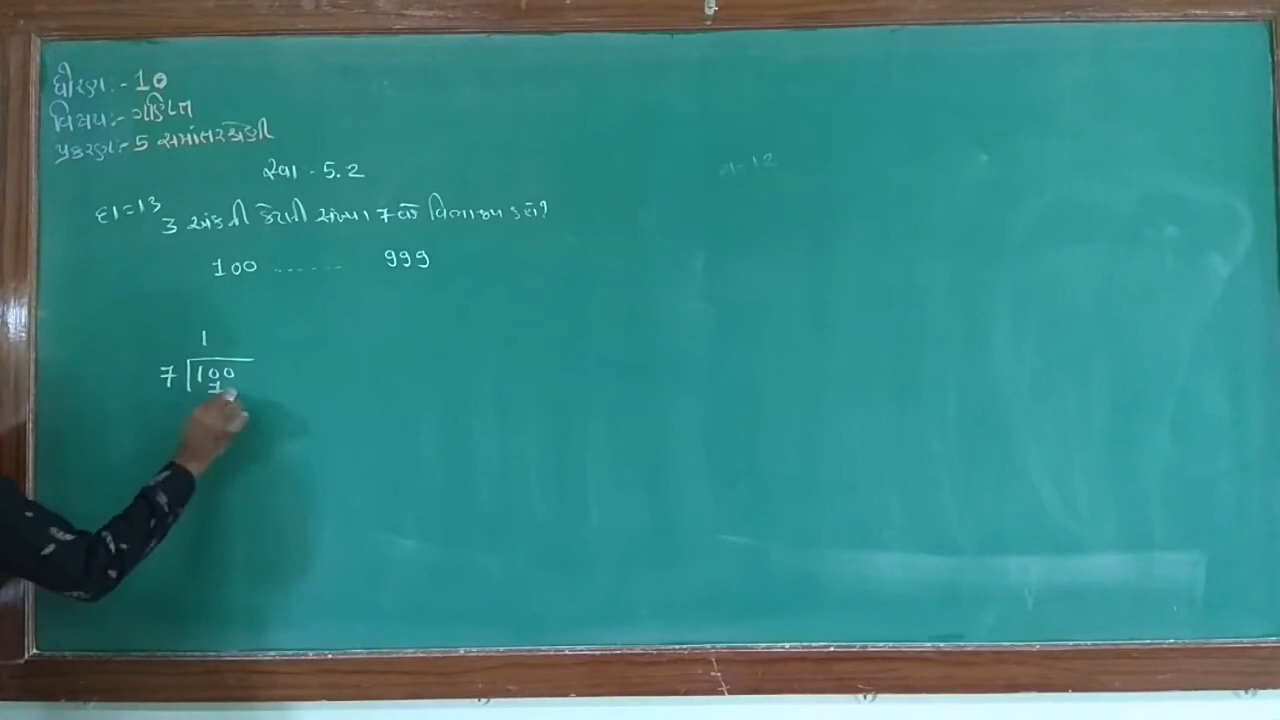 ધોરણ :- 10
વિષય :- ગણિત
પ્રકરણ :- 5 સમાંતર શ્રેણી
સ્વા - 5.2
દા = 13
3 અંકની કેટલી સંખ્યા 7 વડે વિભાજ્ય હશે?
100 ....... 999
1
7 100
7